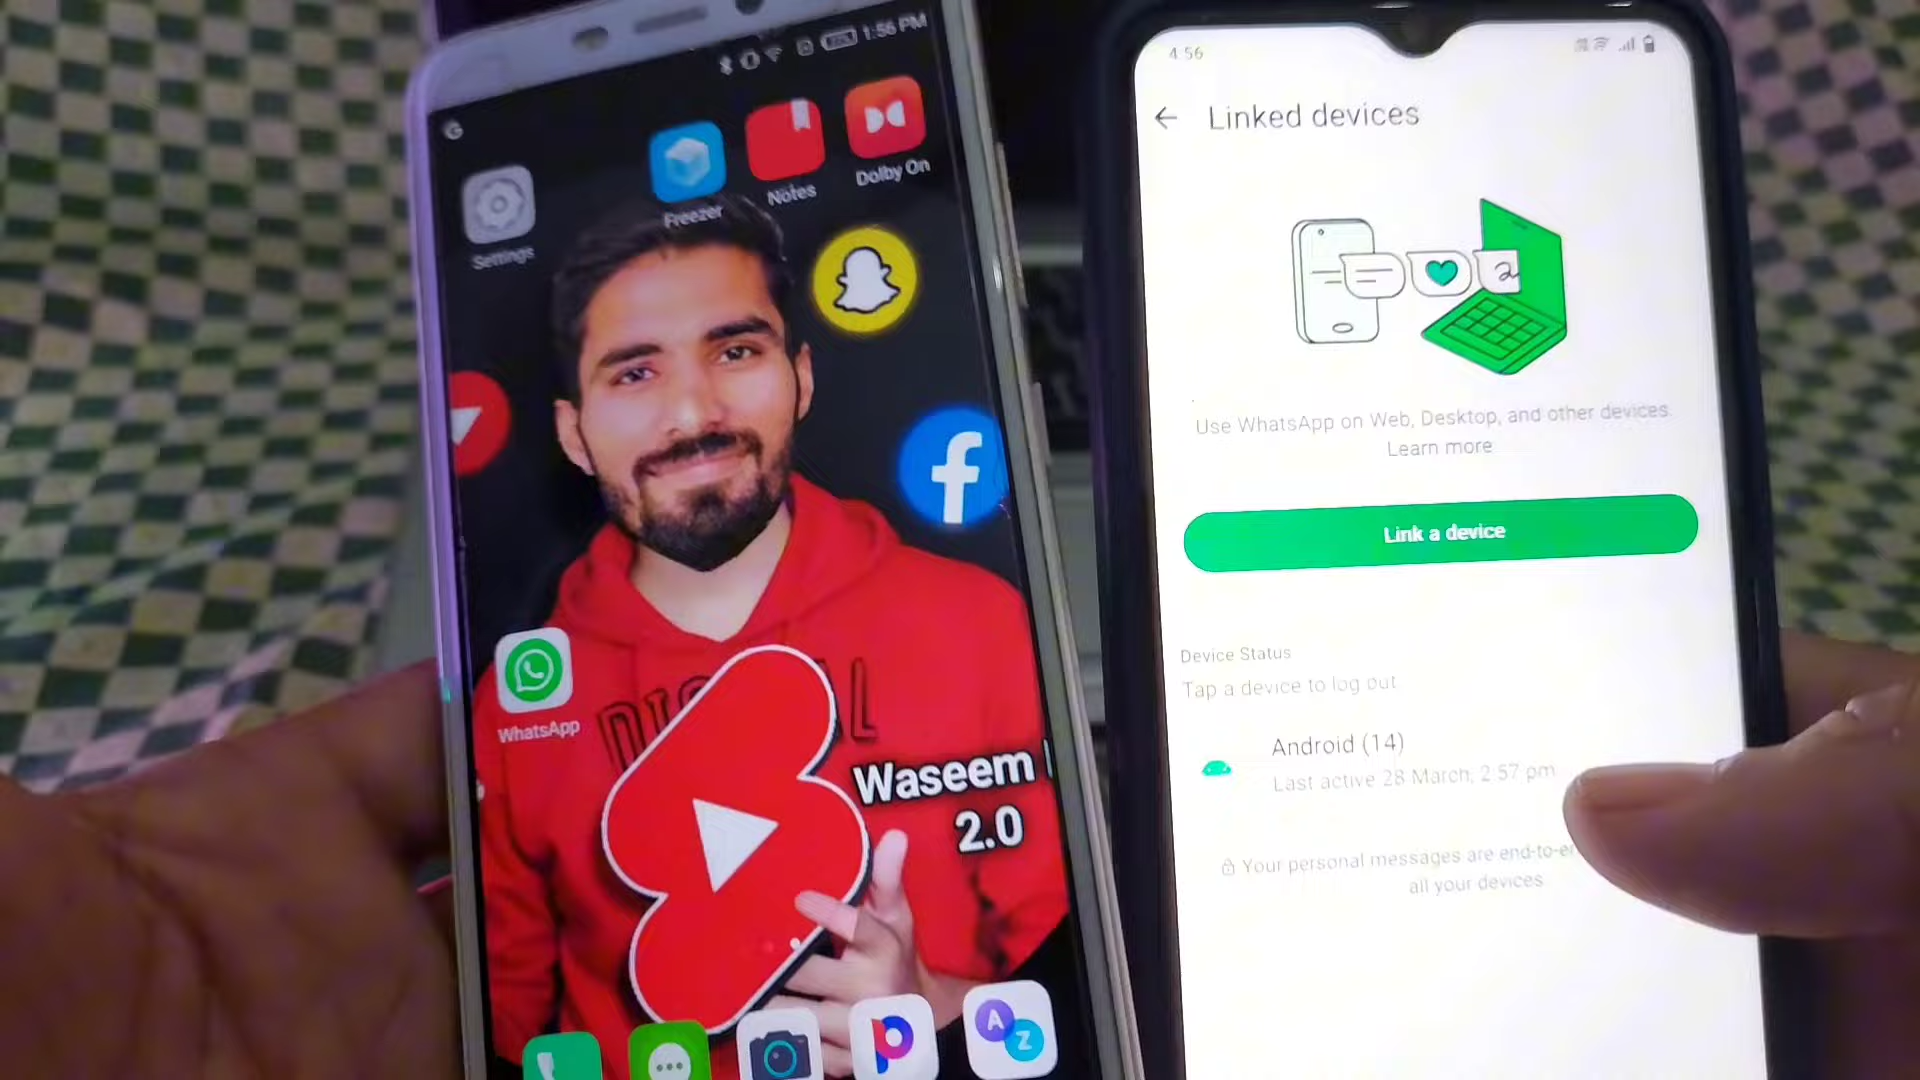 1:56 PM
Settings
Freezer
Notes
Dolby On
WhatsApp
Waseem
2.0
A
Z
4:56
Linked devices
Use WhatsApp on Web, Desktop, and other devices.
Learn more
Link a device
Device Status
Tap a device to log out
Android (14)
Last active 28 March, 2:57 pm
Your personal messages are end-to-e
all your devices